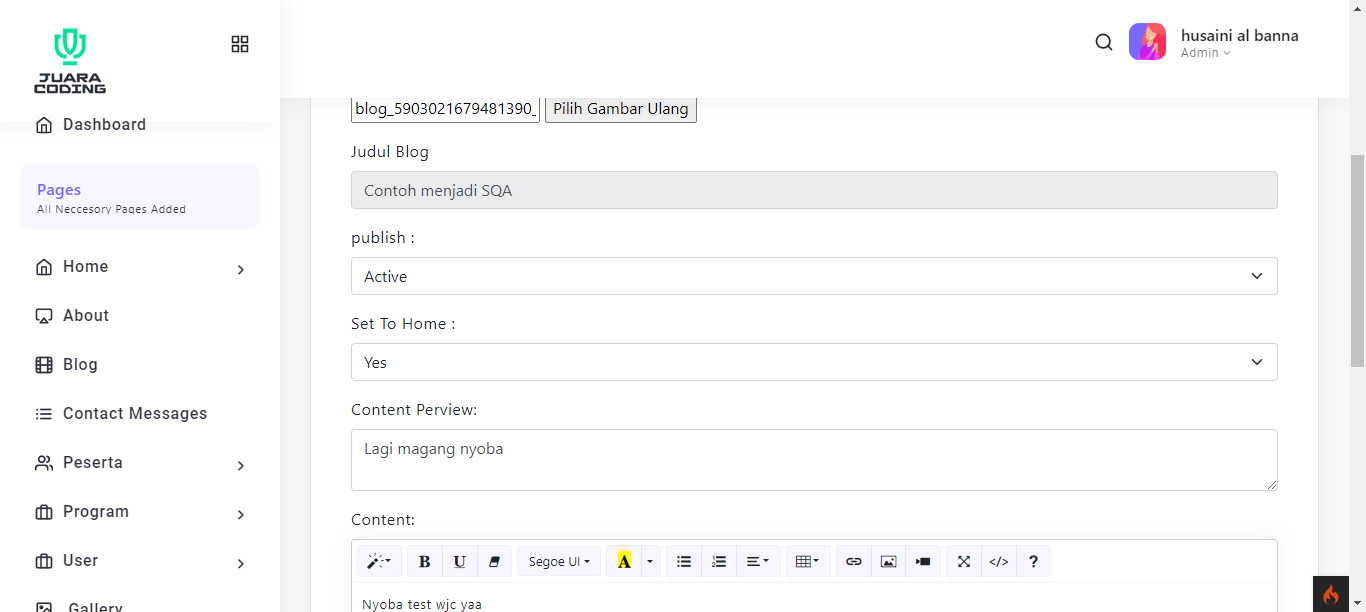 JUARA
CODING
Dashboard
Pages
All Neccesory Pages Added
Home
About
Blog
Contact Messages
Peserta
Program
User
Gallery
husaini al banna
Admin
blog_5903021679481390_
Pilih Gambar Ulang
Judul Blog
Contoh menjadi SQA
publish :
Active
Set To Home :
Yes
Content Perview:
Lagi magang nyoba
Content:
B U Segoe UI A </> ?
Nyoba test wjc yaa